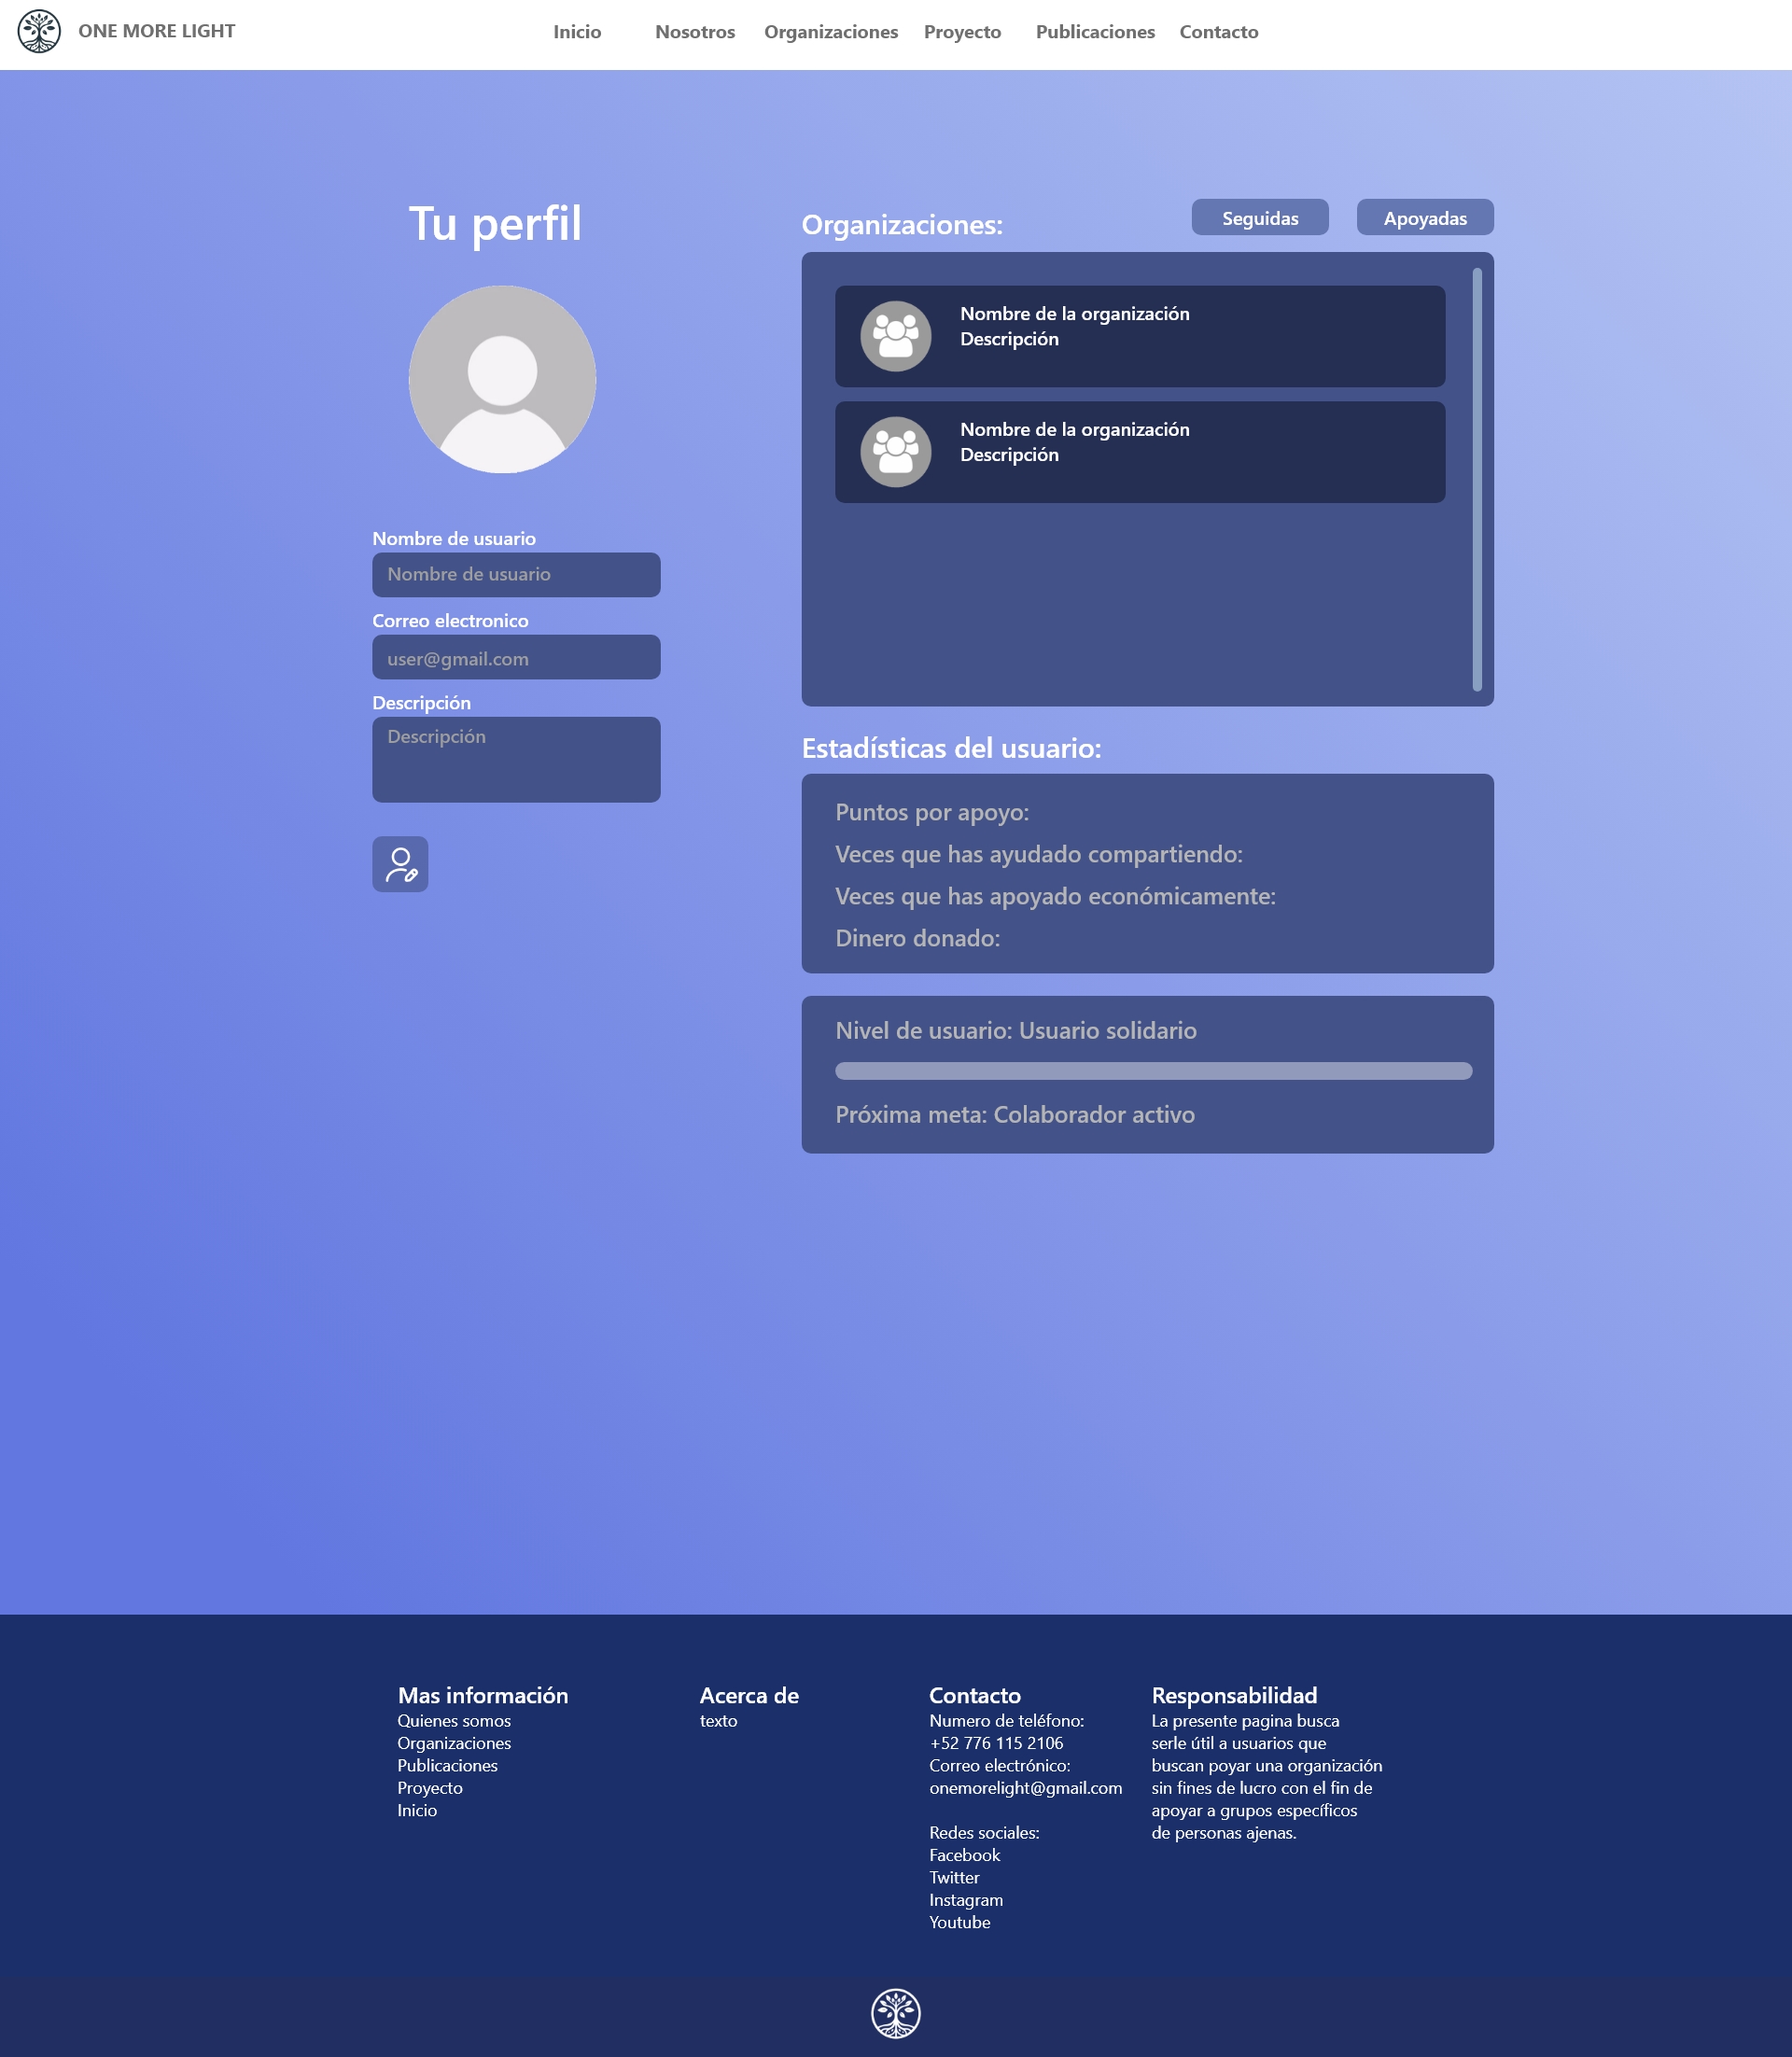 ONE MORE LIGHT
Inicio
Nosotros
Organizaciones
Proyecto
Publicaciones
Contacto
Tu perfil
Nombre de usuario
Nombre de usuario
Correo electronico
user@gmail.com
Descripción
Descripción
Organizaciones:
Seguidas
Apoyadas
Nombre de la organización
Descripción
Nombre de la organización
Descripción
Estadísticas del usuario:
Puntos por apoyo:
Veces que has ayudado compartiendo:
Veces que has apoyado económicamente:
Dinero donado:
Nivel de usuario: Usuario solidario
Próxima meta: Colaborador activo
Mas información
Quienes somos
Organizaciones
Publicaciones
Proyecto
Inicio
Acerca de
texto
Contacto
Numero de teléfono:
+52 776 115 2106
Correo electrónico:
onemorelight@gmail.com
Redes sociales:
Facebook
Twitter
Instagram
Youtube
Responsabilidad
La presente pagina busca
serle útil a usuarios que
buscan poyar una organización
sin fines de lucro con el fin de
apoyar a grupos específicos
de personas ajenas.